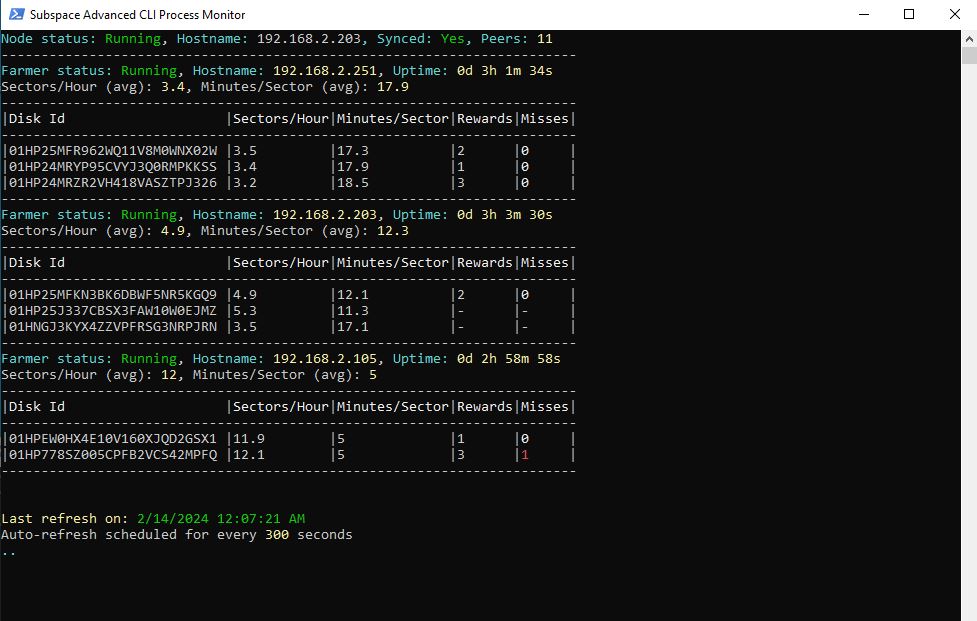 Subspace Advanced CLI Process Monitor
Node status: Running, Hostname: 192.168.2.203, Synced: Yes, Peers: 11
---
Farmer status: Running, Hostname: 192.168.2.251, Uptime: 0d 3h 1m 34s
Sectors/Hour (avg): 3.4, Minutes/Sector (avg): 17.9
---
|Disk Id |Sectors/Hour|Minutes/Sector|Rewards|Misses|
---
|01HP25MFR962WQ11V8M0WNX02W |3.5 |17.3 |2 |0 |
|01HP24MRYP95CVYJ3Q0RMPKKSS |3.4 |17.9 |1 |0 |
|01HP24MRZR2VH418VASZTPJ326 |3.2 |18.5 |3 |0 |
---
Farmer status: Running, Hostname: 192.168.2.203, Uptime: 0d 3h 3m 30s
Sectors/Hour (avg): 4.9, Minutes/Sector (avg): 12.3
---
|Disk Id |Sectors/Hour|Minutes/Sector|Rewards|Misses|
---
|01HP25MFKN3BK6DBWF5NR5KGQ9 |4.9 |12.1 |2 |0 |
|01HP25J337CBSX3FAW10W0EJMZ |5.3 |11.3 |- |- |
|01HNGJ3KYX4ZZVPFRSG3NRPJRN |3.5 |17.1 |- |- |
---
Farmer status: Running, Hostname: 192.168.2.105, Uptime: 0d 2h 58m 58s
Sectors/Hour (avg): 12, Minutes/Sector (avg): 5
---
|Disk Id |Sectors/Hour|Minutes/Sector|Rewards|Misses|
---
|01HPEW0HX4E10V160XJQD2GSX1 |11.9 |5 |1 |0 |
|01HP778SZ005CPFB2VCS42MPFQ |12.1 |5 |3 |1 |
---
Last refresh on: 2/14/2024 12:07:21 AM
Auto-refresh scheduled for every 300 seconds
..